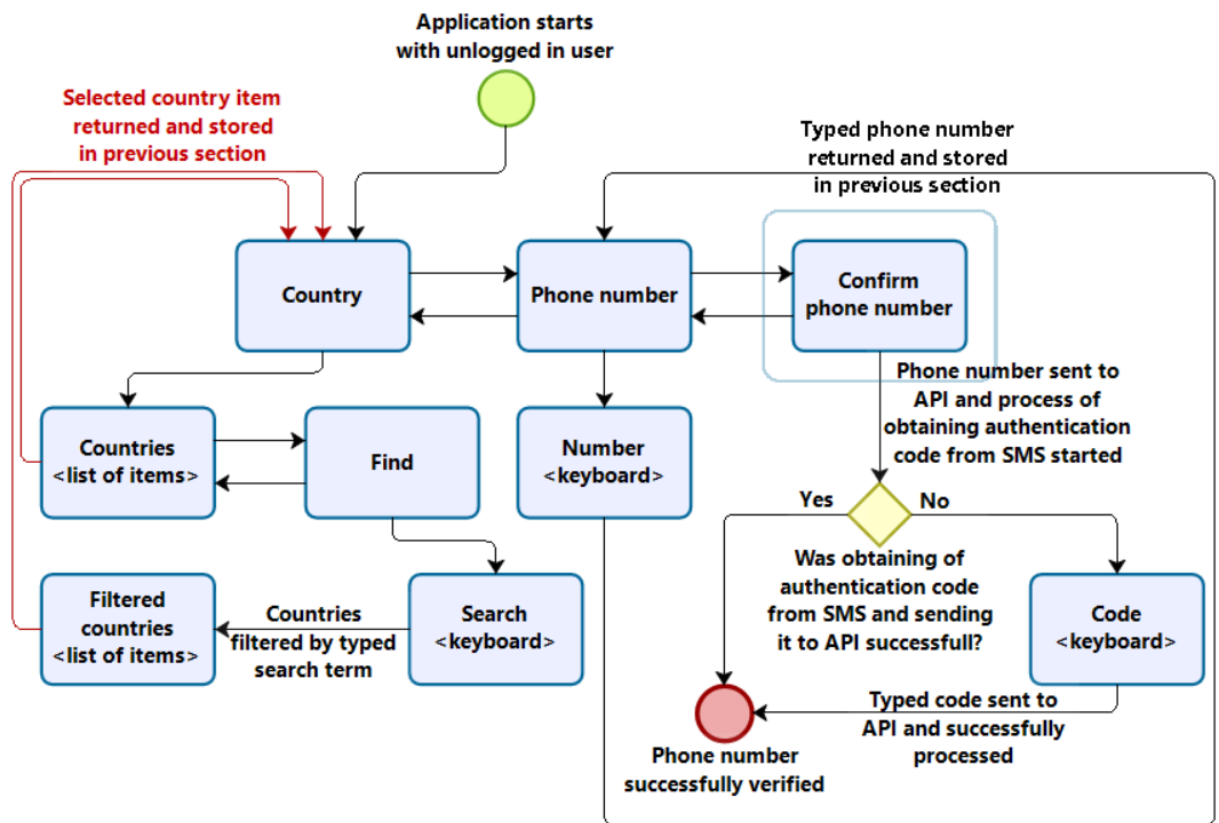 Application starts
with unlogged in user
Selected country item
returned and stored
in previous section
Typed phone number
returned and stored
in previous section
Country
Phone number
Confirm
phone number
Countries
<list of items>
Find
Number
<keyboard>
Phone number sent to
API and process of
obtaining authentication
code from SMS started
Yes
No
Was obtaining of
authentication code
from SMS and sending
it to API successfull?
Filtered
countries
<list of items>
Countries
filtered by typed
search term
Search
<keyboard>
Code
<keyboard>
Typed code sent to
API and successfully
processed
Phone number
successfully verified